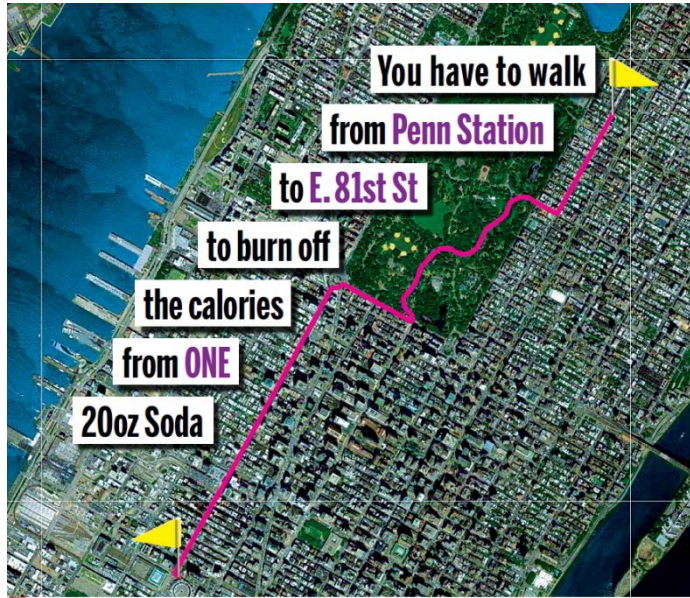 You have to walk
from Penn Station
to E. 81st St
to burn off
the calories
from ONE
20oz Soda